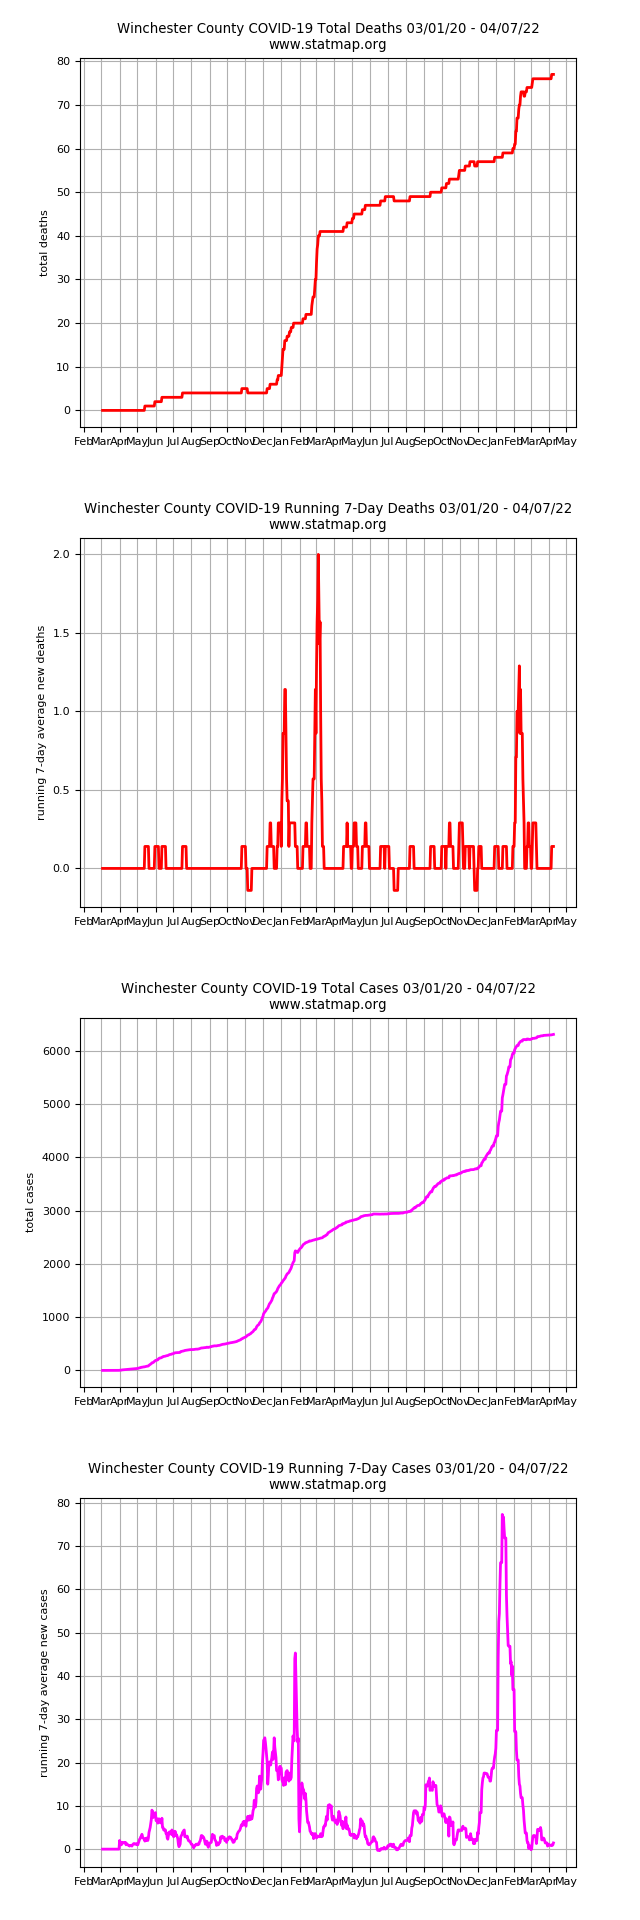 Winchester County COVID-19 Total Deaths 03/01/20 - 04/07/22
www.statmap.org
80
70
60
50
40
30
20
10
0
total deaths
Feb Mar Apr May Jun Jul Aug Sep Oct Nov Dec Jan Feb Mar Apr May Jun Jul Aug Sep Oct Nov Dec Jan Feb Mar Apr May
Winchester County COVID-19 Running 7-Day Deaths 03/01/20 - 04/07/22
www.statmap.org
2.0
1.5
1.0
0.5
0.0
running 7-day average new deaths
Feb Mar Apr May Jun Jul Aug Sep Oct Nov Dec Jan Feb Mar Apr May Jun Jul Aug Sep Oct Nov Dec Jan Feb Mar Apr May
Winchester County COVID-19 Total Cases 03/01/20 - 04/07/22
www.statmap.org
6000
5000
4000
3000
2000
1000
0
total cases
Feb Mar Apr May Jun Jul Aug Sep Oct Nov Dec Jan Feb Mar Apr May Jun Jul Aug Sep Oct Nov Dec Jan Feb Mar Apr May
Winchester County COVID-19 Running 7-Day Cases 03/01/20 - 04/07/22
www.statmap.org
80
70
60
50
40
30
20
10
0
running 7-day average new cases
Feb Mar Apr May Jun Jul Aug Sep Oct Nov Dec Jan Feb Mar Apr May Jun Jul Aug Sep Oct Nov Dec Jan Feb Mar Apr May